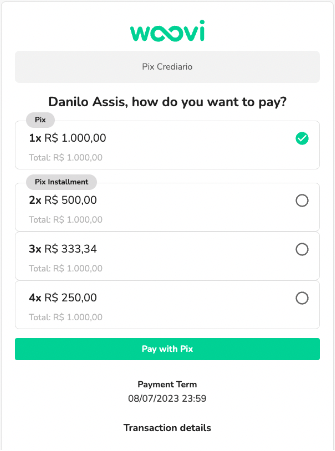 woovi
Pix Crediario
Danilo Assis, how do you want to pay?
Pix
1x R$ 1.000,00
Total: R$ 1.000,00
Pix Installment
2x R$ 500,00
Total: R$ 1.000,00
3x R$ 333,34
Total: R$ 1.000,00
4x R$ 250,00
Total: R$ 1.000,00
Pay with Pix
Payment Term
08/07/2023 23:59
Transaction details